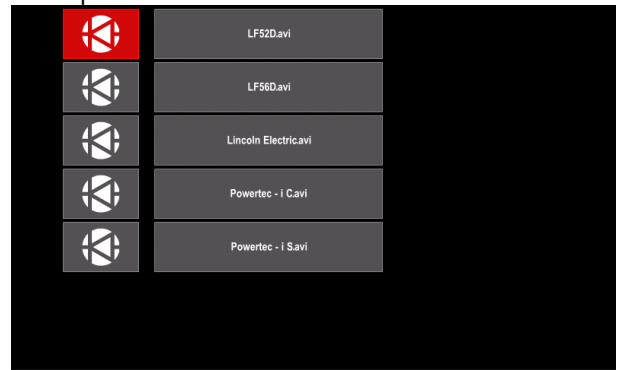 LF52D.avi
LF56D.avi
Lincoln Electric.avi
Powertec - i C.avi
Powertec - i S.avi